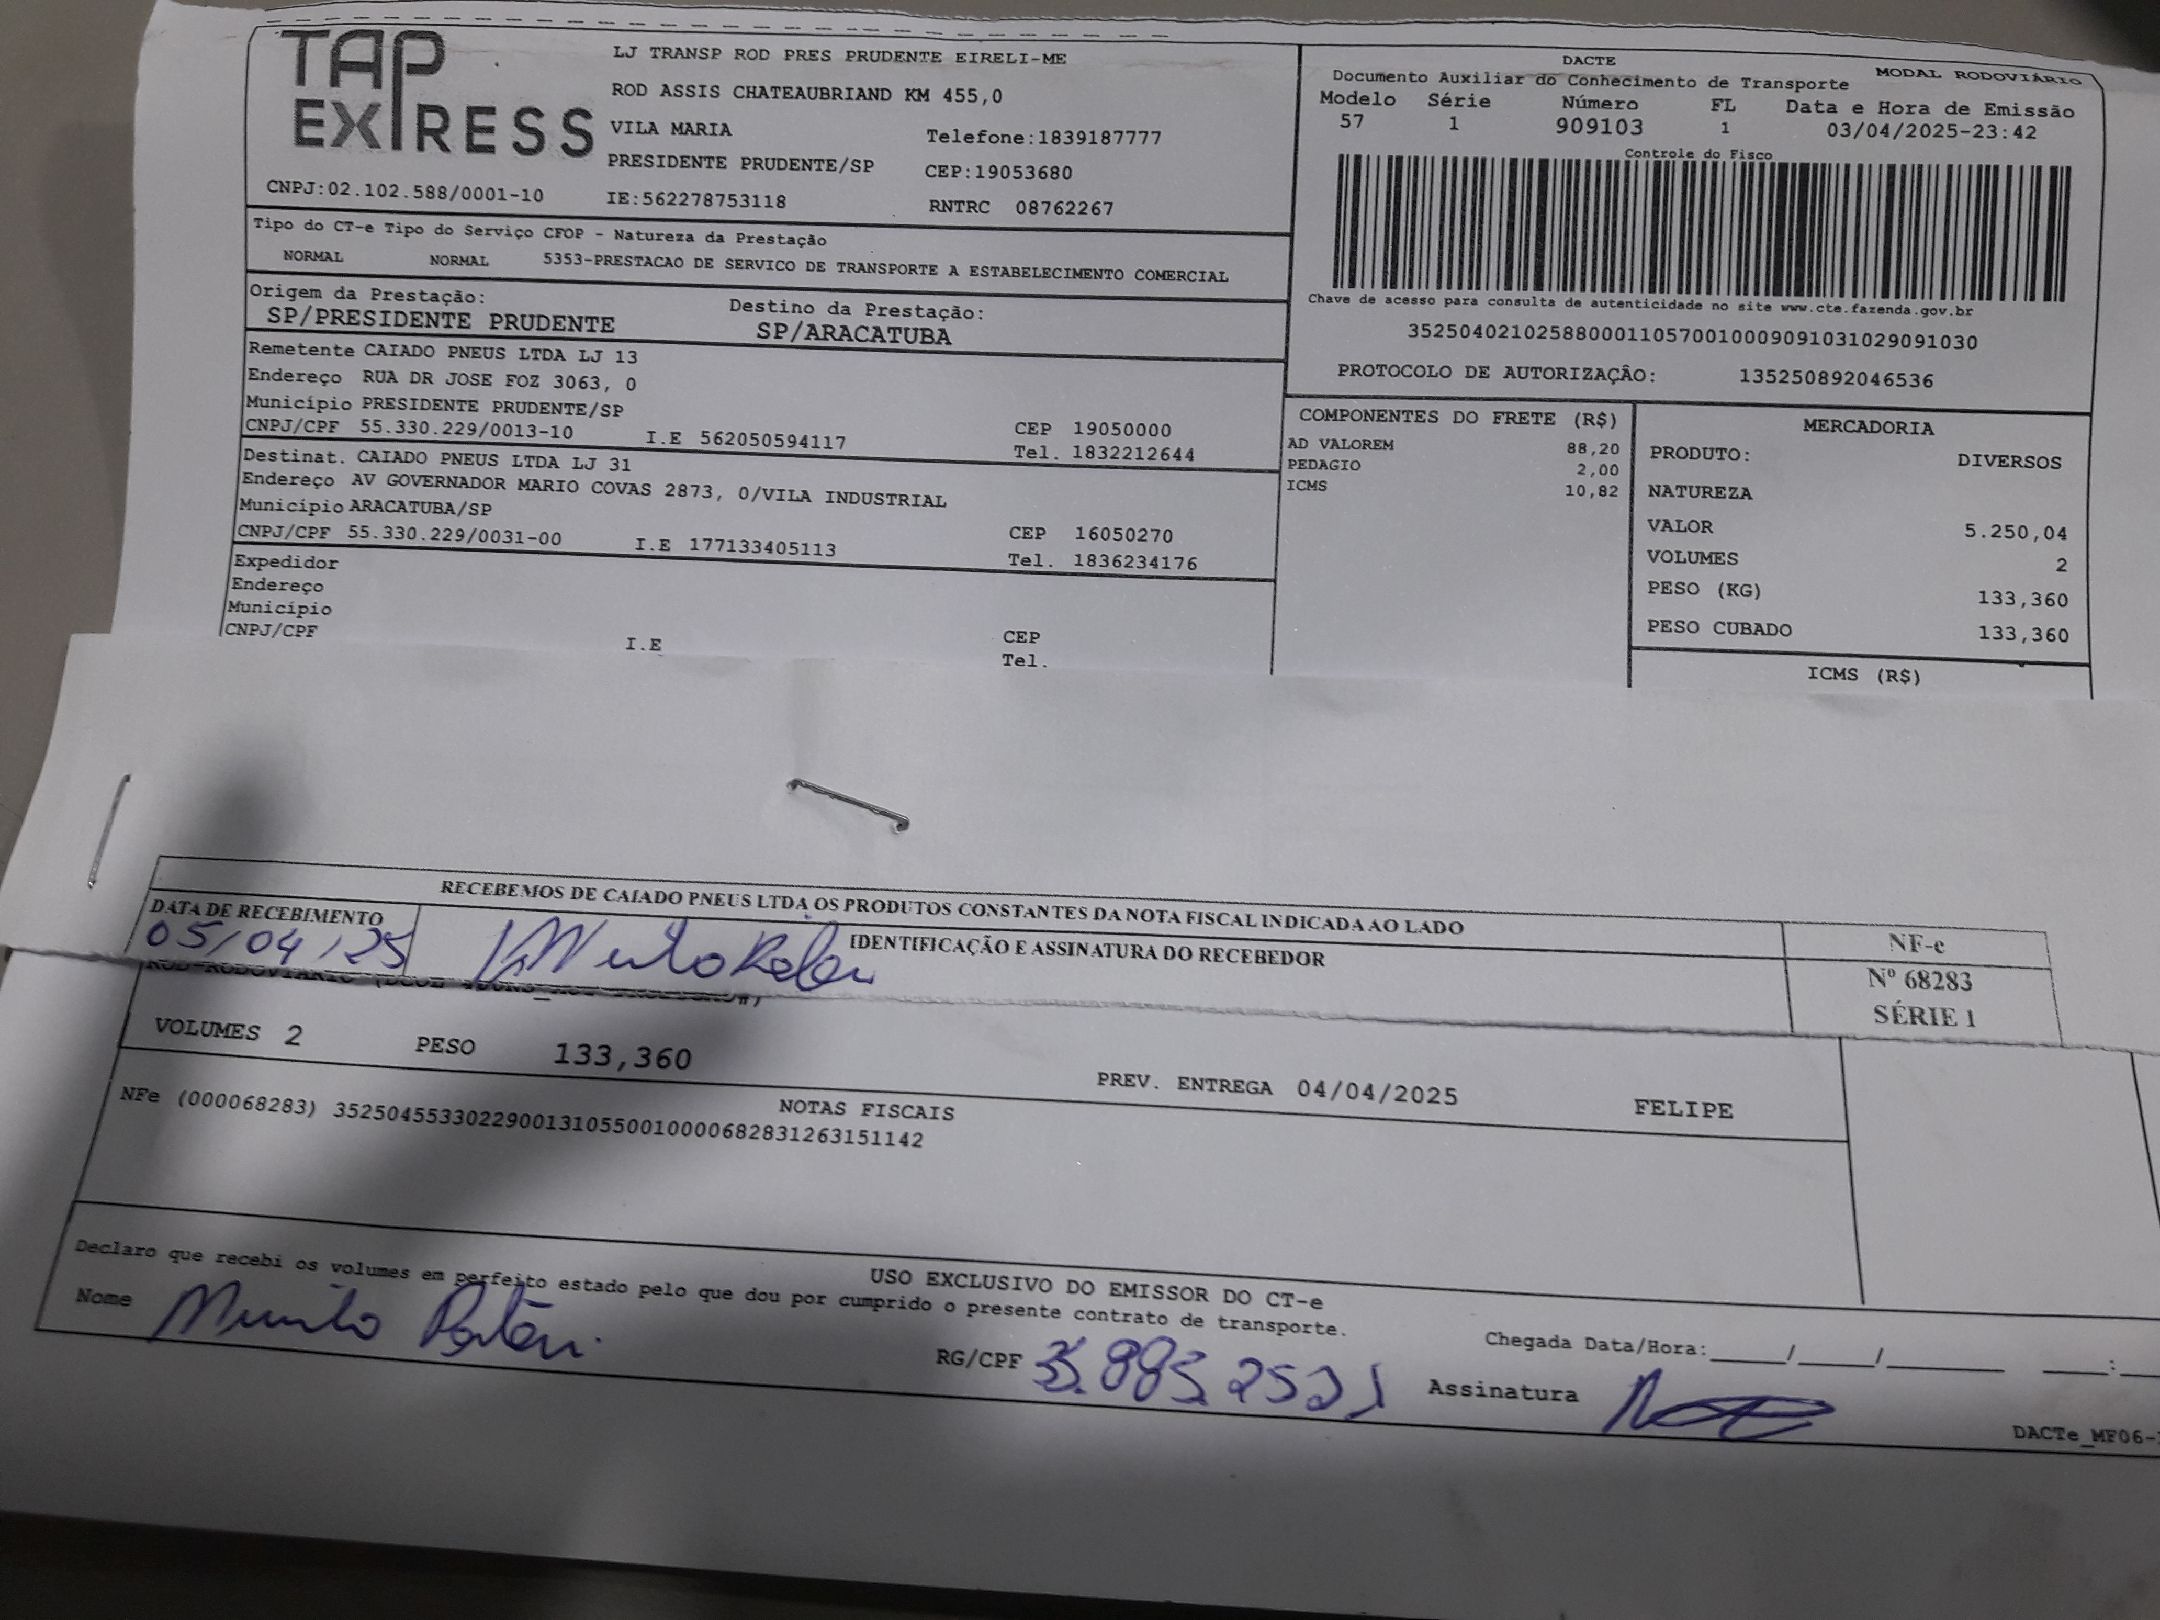 TAP
EXPRESS
LJ TRANSP ROD PRES PRUDENTE EIRELI-ME
ROD ASSIS CHATEAUBRIAND KM 455,0
VILA MARIA Telefone:1839187777
PRESIDENTE PRUDENTE/SP CEP:19053680
CNPJ:02.102.588/0001-10 IE:562278753118 RNTRC 08762267
DACTE MODAL RODOVIÁRIO
Documento Auxiliar do Conhecimento de Transporte
Modelo Série Número FL Data e Hora de Emissão
57 1 909103 1 03/04/2025-23:42
Controle do Fisco
Chave de acesso para consulta de autenticidade no site www.cte.fazenda.gov.br
35250402102588000110570010009091031029091030
PROTOCOLO DE AUTORIZAÇÂO: 135250892046536
Tipo do CT-e Tipo do Serviço CFOP - Natureza da Prestação
NORMAL NORMAL 5353-PRESTACAO DE SERVICO DE TRANSPORTE A ESTABELECIMENTO COMERCIAL
Origem da Prestação: Destino da Prestação:
SP/PRESIDENTE PRUDENTE SP/ARACATUBA
Remetente CAIADO PNEUS LTDA LJ 13
Endereço RUA DR JOSE FOZ 3063, 0
Município PRESIDENTE PRUDENTE/SP CEP 19050000
CNPJ/CPF 55.330.229/0013-10 I.E 562050594117 Tel. 1832212644
Destinat. CAIADO PNEUS LTDA LJ 31
Endereço AV GOVERNADOR MARIO COVAS 2873, 0/VILA INDUSTRIAL
Município ARACATUBA/SP CEP 16050270
CNPJ/CPF 55.330.229/0031-00 I.E 177133405113 Tel. 1836234176
Expedidor
Endereço
Município CEP
CNPJ/CPF I.E Tel.
COMPONENTES DO FRETE (R$)
AD VALOREM 88,20
PEDAGIO 2,00
ICMS 10,82
MERCADORIA
PRODUTO: DIVERSOS
NATUREZA
VALOR 5.250,04
VOLUMES 2
PESO (KG) 133,360
PESO CUBADO 133,360
ICMS (R$)
RECEBEMOS DE CAIADO PNEUS LTDA OS PRODUTOS CONSTANTES DA NOTA FISCAL INDICADA AO LADO
DATA DE RECEBIMENTO IDENTIFICAÇÃO E ASSINATURA DO RECEBEDOR
05/04/25
NF-e
Nº 68283
SÉRIE 1
VOLUMES 2 PESO 133,360 PREV. ENTREGA 04/04/2025 FELIPE
NOTAS FISCAIS
NFe (000068283) 35250455330229001310550010000682831263151142
USO EXCLUSIVO DO EMISSOR DO CT-e
Declaro que recebi os volumes em perfeito estado pelo que dou por cumprido o presente contrato de transporte.
Nome Murilo RG/CPF Assinatura
Chegada Data/Hora:_____/_____/_______ ____:
DACTe_MF06-